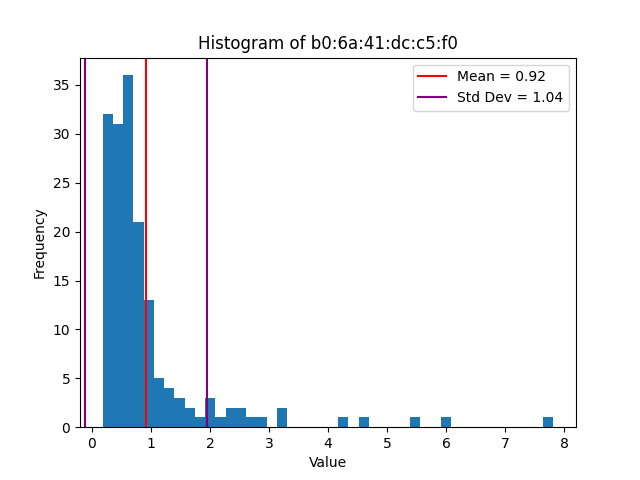 Histogram of b0:6a:41:dc:c5:f0
Mean = 0.92
Std Dev = 1.04
Frequency
35
30
25
20
15
10
5
0
0 1 2 3 4 5 6 7 8
Value